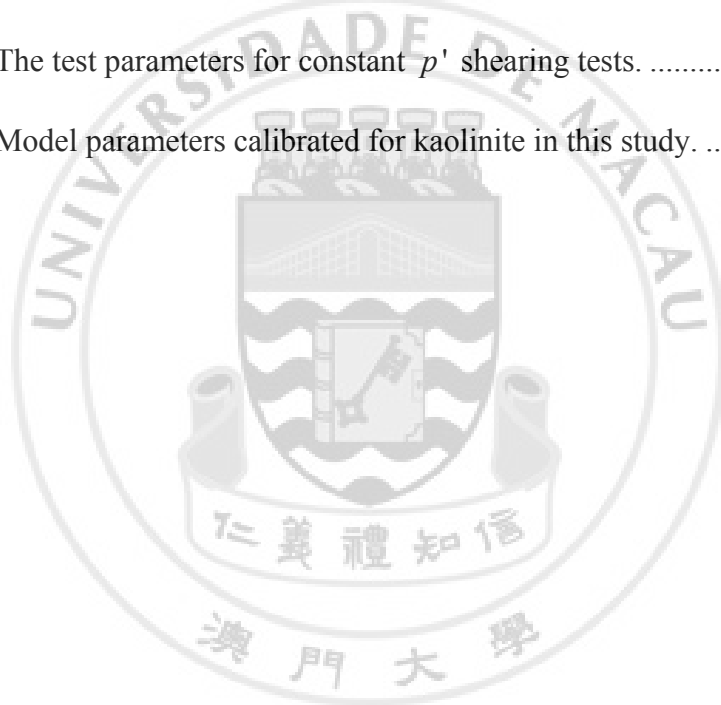 The test parameters for constant p' shearing tests. .........
Model parameters calibrated for kaolinite in this study. ..
UNIVERSIDADE DE MACAU
仁義禮知信
澳門大學